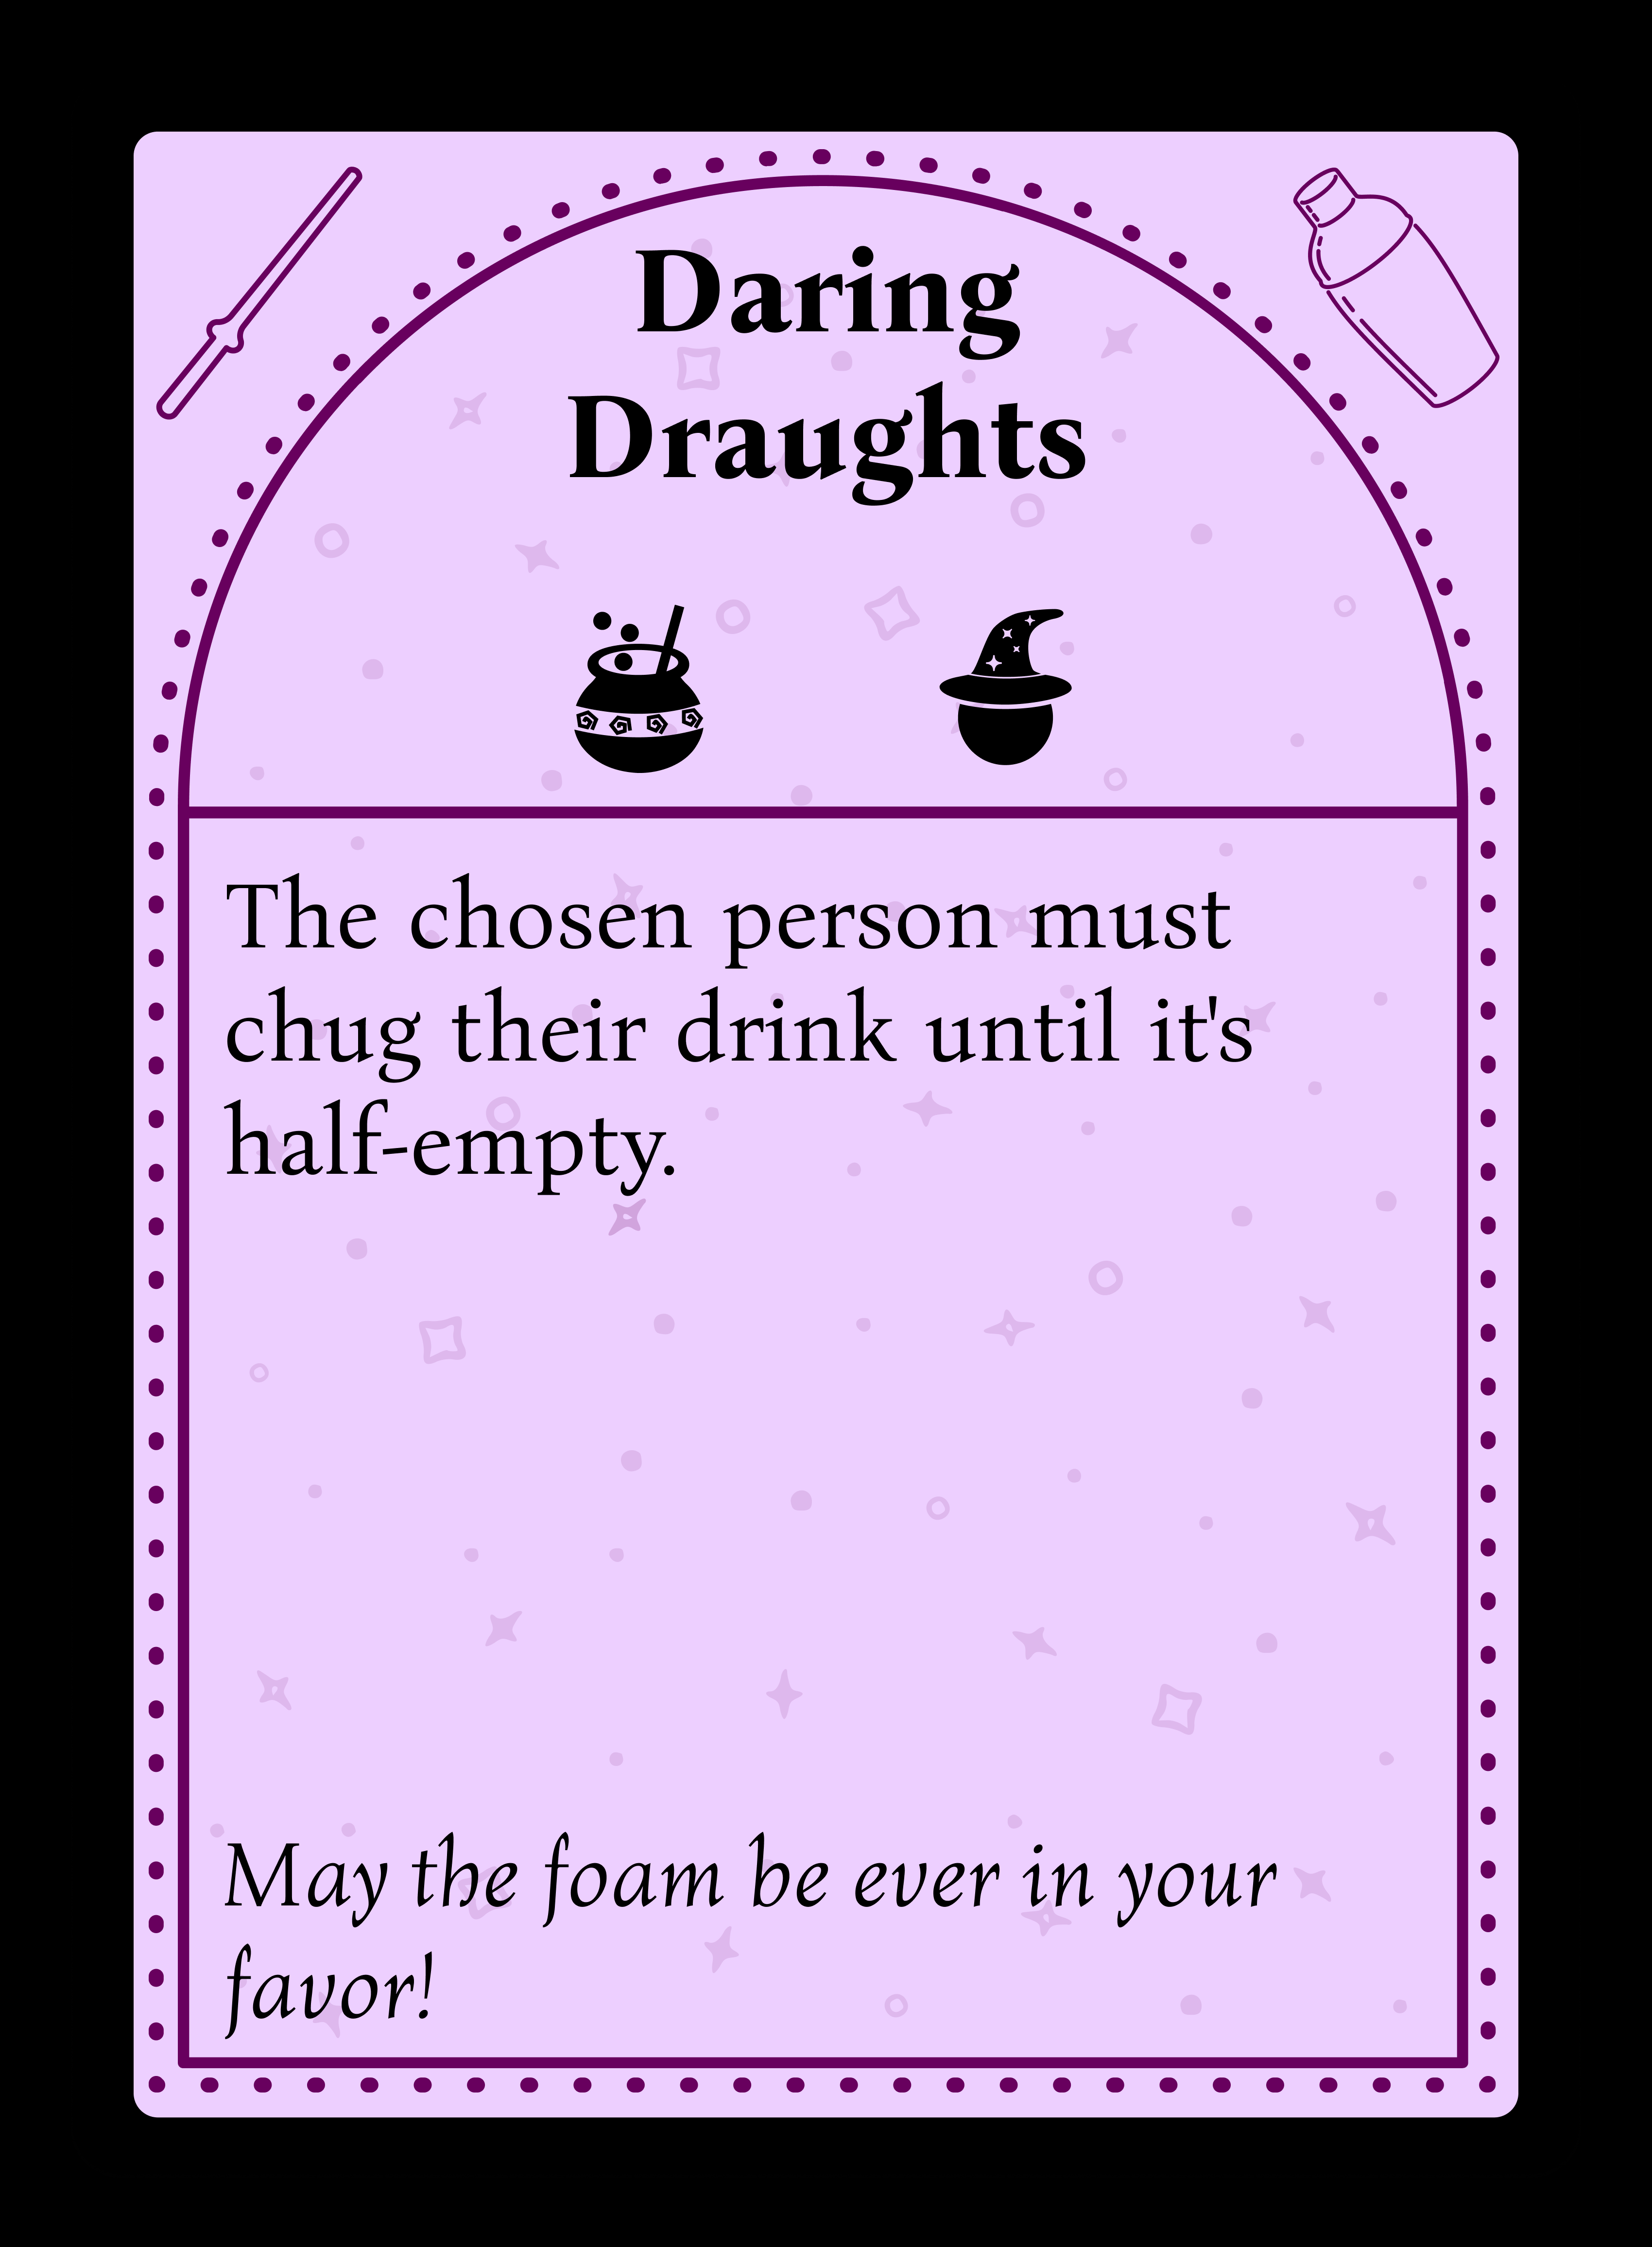 Daring
Draughts
The chosen person must
chug their drink until it's
half-empty.
May the foam be ever in your
favor!